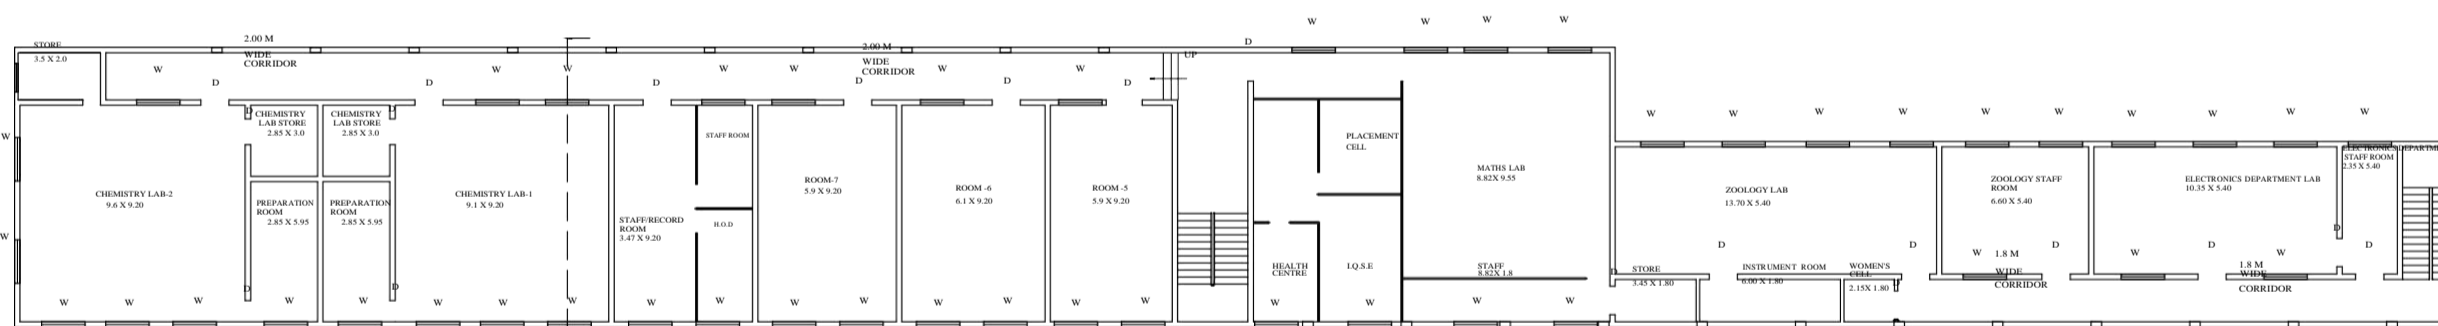 W W W W
2.00 M
WIDE
CORRIDOR
2.00 M
WIDE
CORRIDOR
D
STORE
3.5 X 2.0
UP
W D D W W D W W D W D W D
W W W W W W W W W
CHEMISTRY
LAB STORE
2.85 X 3.0
D
CHEMISTRY
LAB STORE
2.85 X 3.0
D
W
STAFF ROOM
PLACEMENT
CELL
ELECTRONICS DEPARTM
STAFF ROOM
2.35 X 5.40
CHEMISTRY LAB-2
9.6 X 9.20
PREPARATION
ROOM
2.85 X 5.95
PREPARATION
ROOM
2.85 X 5.95
CHEMISTRY LAB-1
9.1 X 9.20
STAFF/RECORD
ROOM
3.47 X 9.20
H.O.D
ROOM-7
5.9 X 9.20
ROOM -6
6.1 X 9.20
ROOM -5
5.9 X 9.20
MATHS LAB
8.82X 9.55
ZOOLOGY LAB
13.70 X 5.40
ZOOLOGY STAFF
ROOM
6.60 X 5.40
ELECTRONICS DEPARTMENT LAB
10.35 X 5.40
W
D
D D W D W D W D
1.8 M
WIDE
CORRIDOR
1.8 M
WIDE
CORRIDOR
HEALTH
CENTRE
I.Q.S.E
STAFF
8.82X 1.8
D
STORE
3.45 X 1.80
INSTRUMENT ROOM
6.00 X 1.80
WOMEN'S
CELL
2.15X 1.80
D
D D
W W W W W W W W W W W W W W W W W W W W